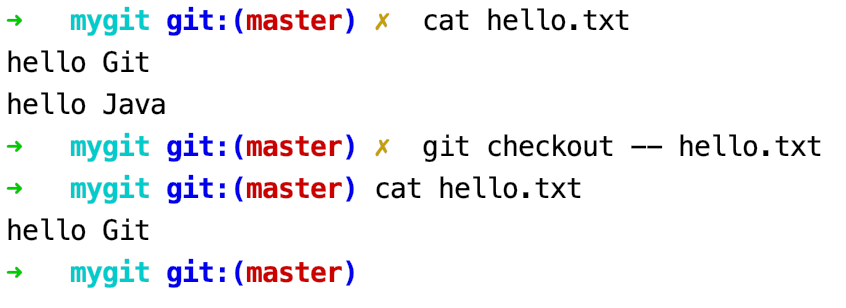 ➜ mygit git:(master) ✗ cat hello.txt
hello Git
hello Java
➜ mygit git:(master) ✗ git checkout -- hello.txt
➜ mygit git:(master) cat hello.txt
hello Git
➜ mygit git:(master)